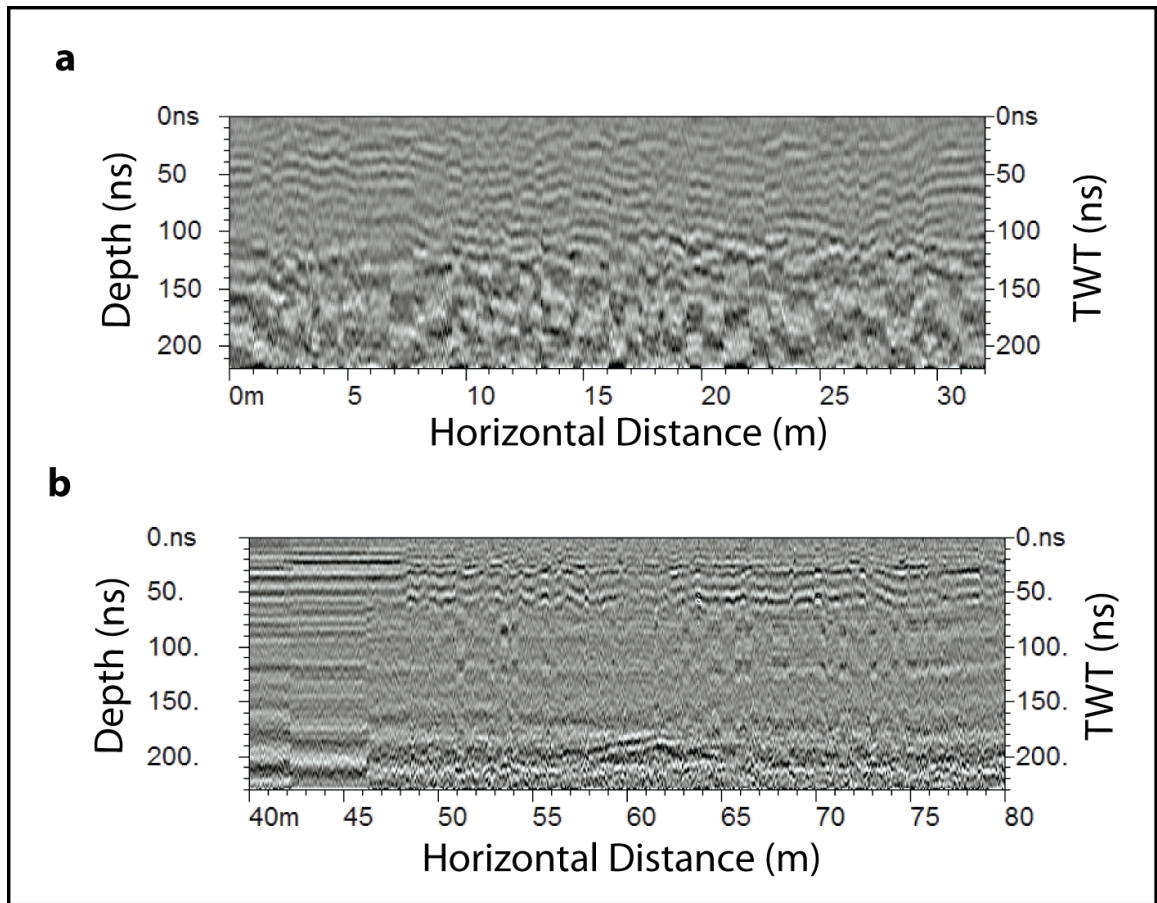 a
0ns 0ns
50 50
100 100
150 150
200 200
Depth (ns)
TWT (ns)
0m 5 10 15 20 25 30
Horizontal Distance (m)
b
0.ns 0.ns
50. 50.
100. 100.
150. 150.
200. 200.
Depth (ns)
TWT (ns)
40m 45 50 55 60 65 70 75 80
Horizontal Distance (m)